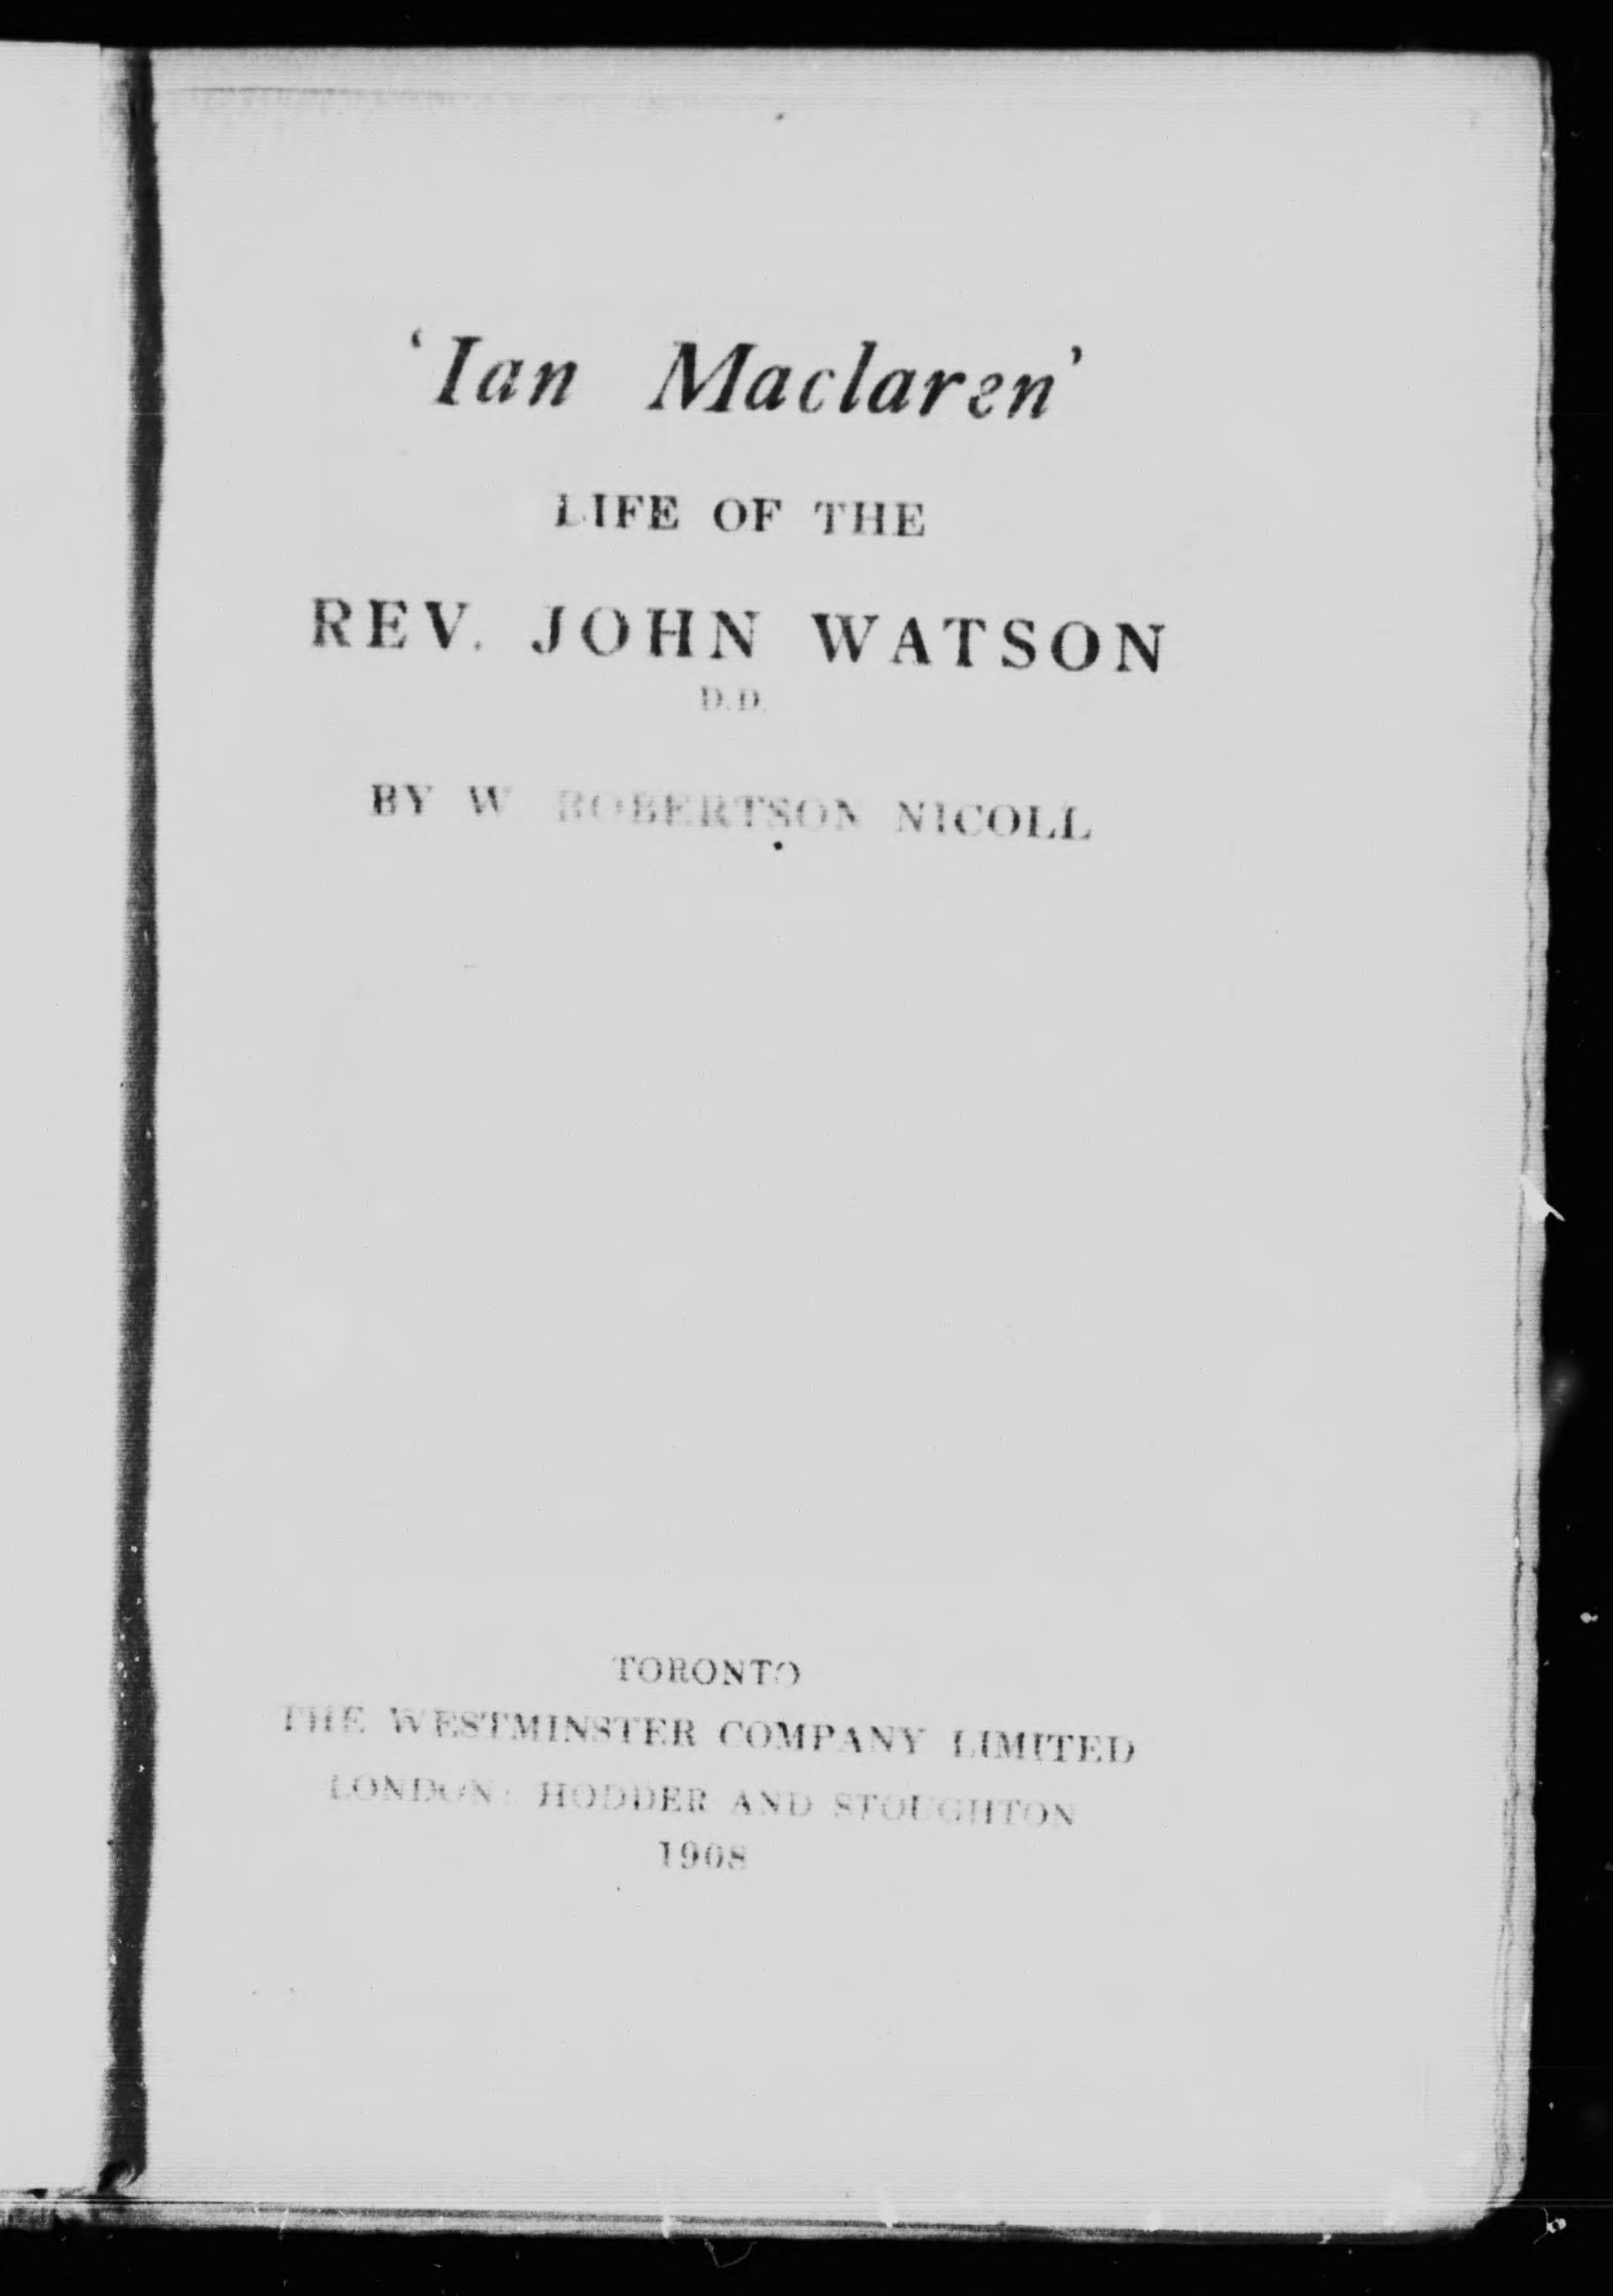 'Ian Maclaren'
LIFE OF THE
REV. JOHN WATSON
D.D.
BY W ROBERTSON NICOLL
TORONTO
THE WESTMINSTER COMPANY LIMITED
LONDON: HODDER AND STOUGHTON
1908